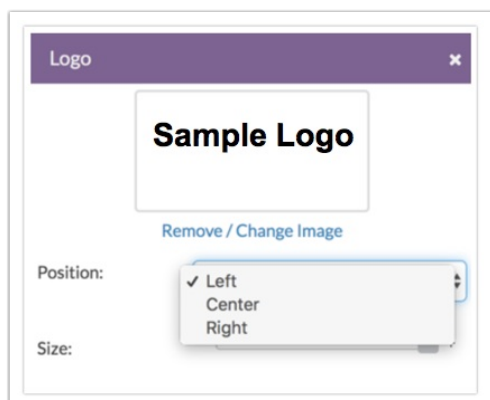 Logo ×
Sample Logo
Remove / Change Image
Position:
✓ Left
Center
Right
Size: